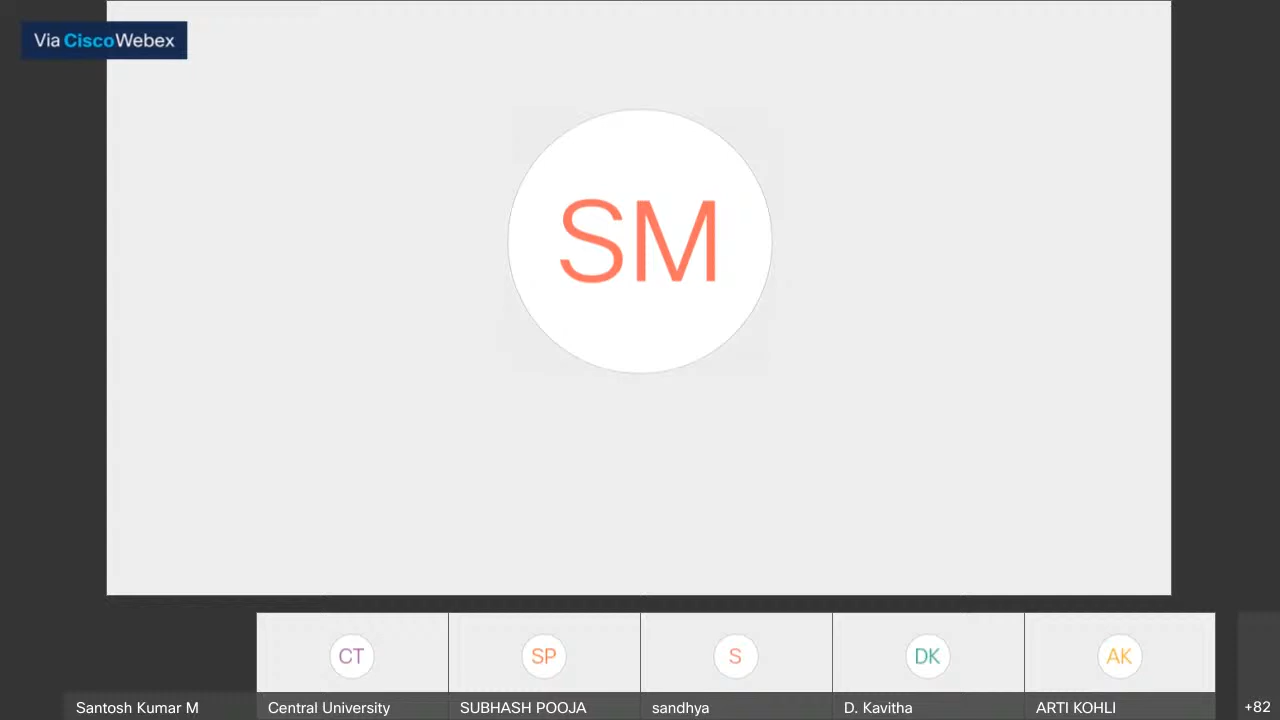 Via CiscoWebex
SM
CT
SP
S
DK
AK
Santosh Kumar M
Central University
SUBHASH POOJA
sandhya
D. Kavitha
ARTI KOHLI
+82